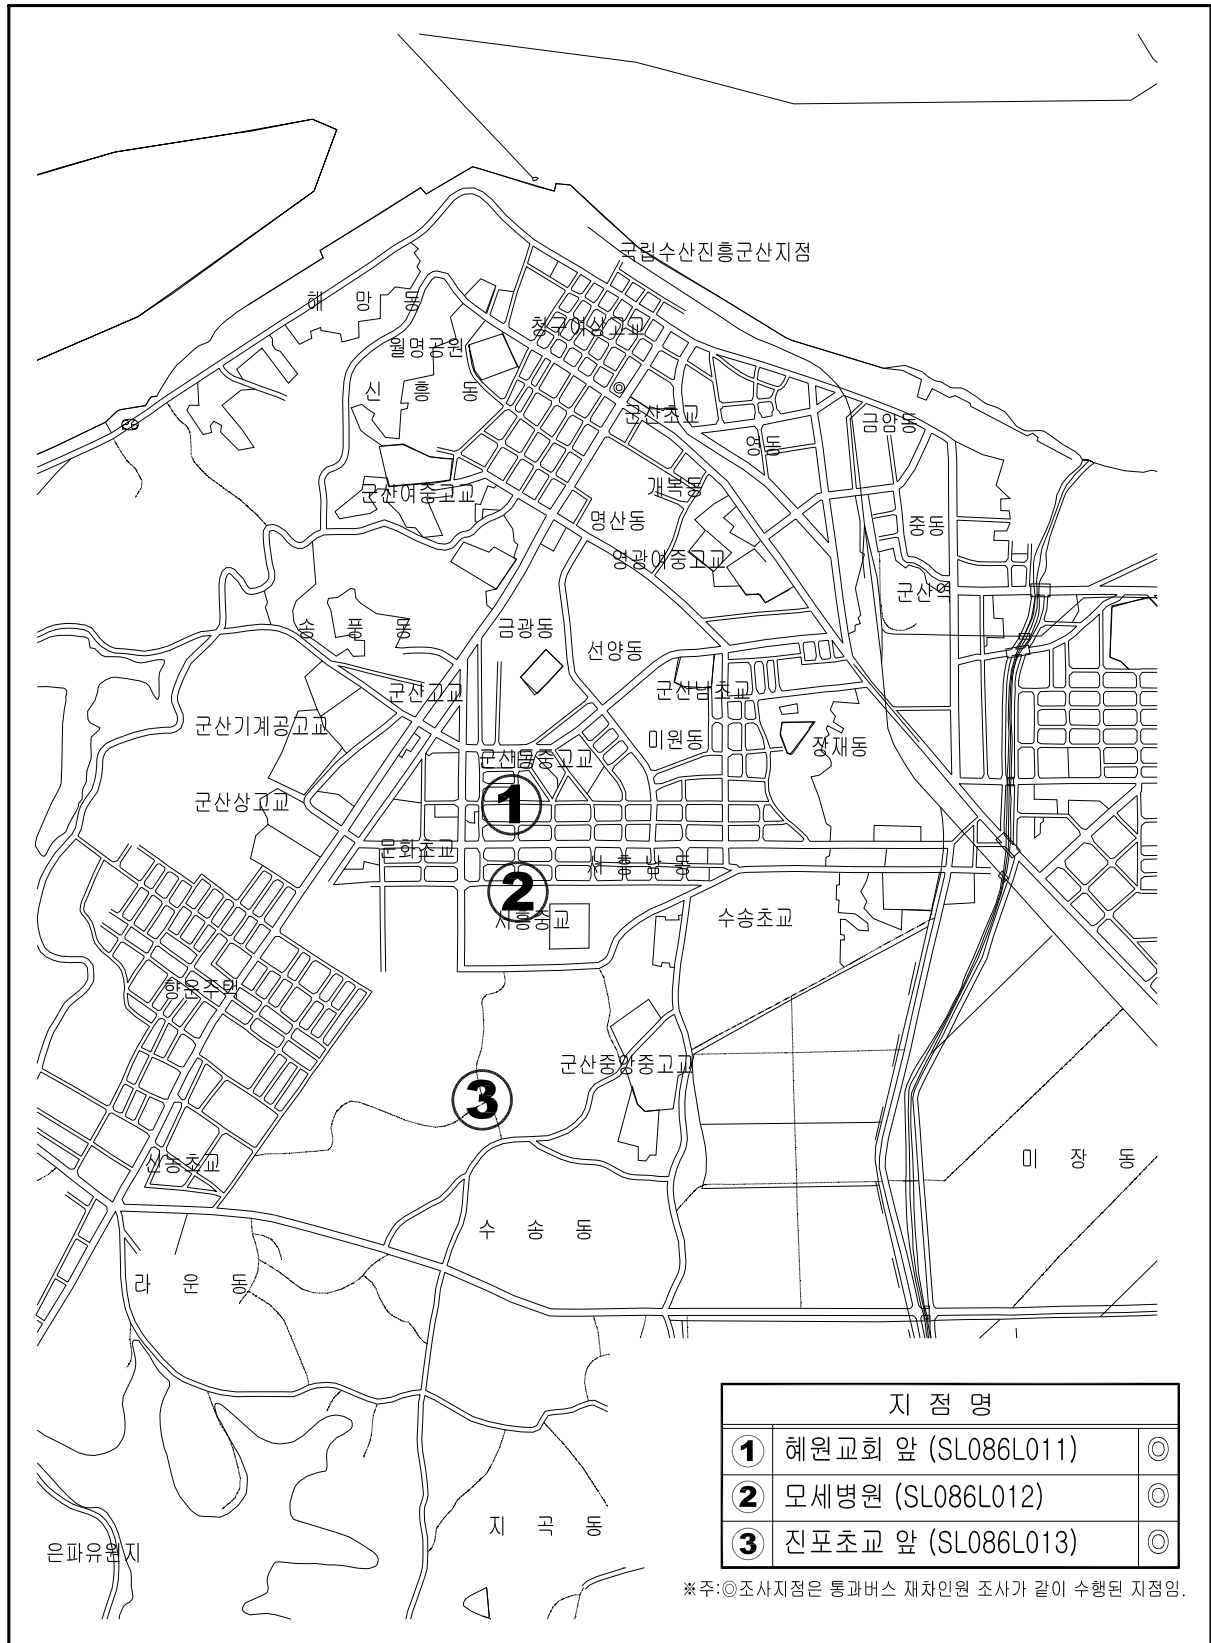 국립수산진흥군산지점
해 망 동
청구여상고교
월명공원
신 흥 동
군산초교
금암동
영동
군산여중고교
개복동
명산동
중동
영광여중고교
군산역
송 풍 동
금광동
선양동
군산고교
군산남초교
군산기계공고교
미원동
장재동
군산동중고교
군산상고교
1
문화초교
서 흥 남 동
2
서흥중교
수송초교
향운주택
군산중앙중고교
3
미 장 동
신농초교
수 송 동
라 운 동
지 곡 동
은파유원지
지 점 명
1 혜원교회 앞 (SL086L011) ◎
2 모세병원 (SL086L012) ◎
3 진포초교 앞 (SL086L013) ◎
※주:◎조사지점은 통과버스 재차인원 조사가 같이 수행된 지점임.